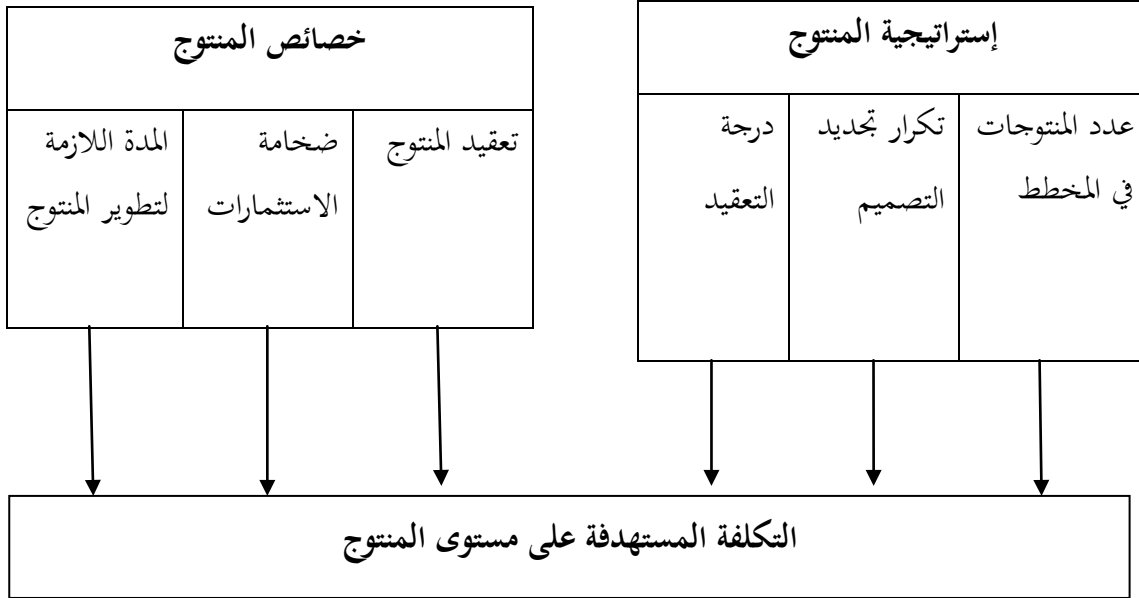 إستراتيجية المنتوج
عدد المنتوجات
في المخطط
تكرار تجديد
التصميم
درجة
التعقيد
خصائص المنتوج
تعقيد المنتوج
ضخامة
الاستثمارات
المدة اللازمة
لتطوير المنتوج
التكلفة المستهدفة على مستوى المنتوج